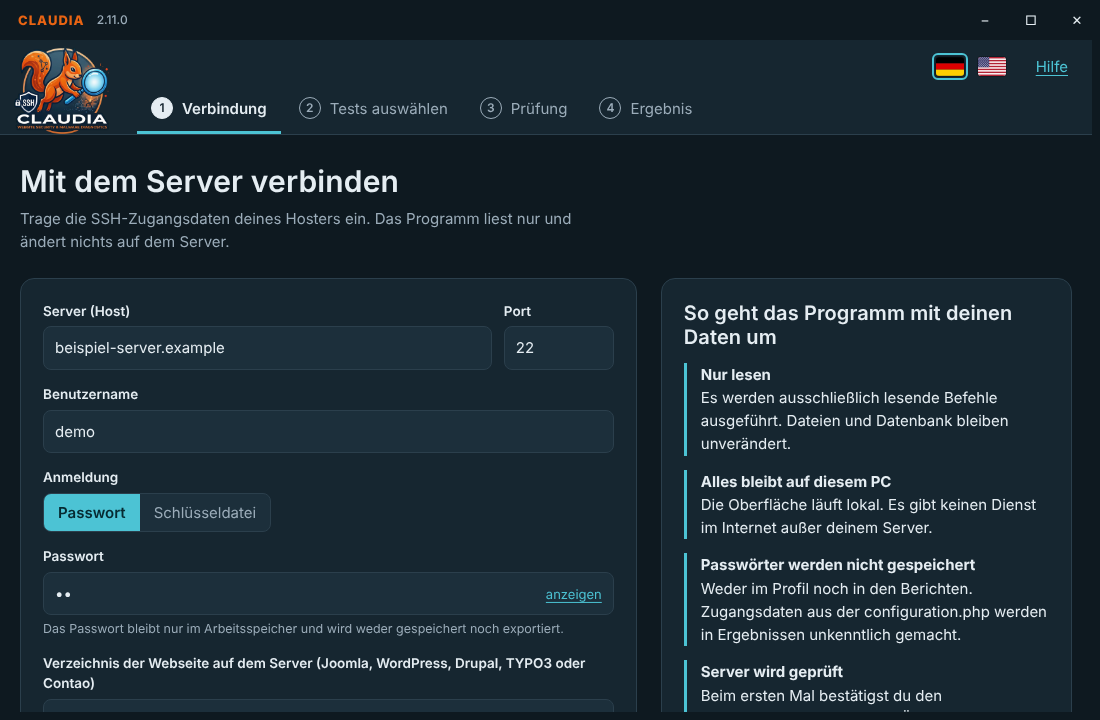 CLAUDIA 2.11.0
SSH
CLAUDIA
Hilfe
1 Verbindung
2 Tests auswählen
3 Prüfung
4 Ergebnis
Mit dem Server verbinden
Trage die SSH-Zugangsdaten deines Hosters ein. Das Programm liest nur und
ändert nichts auf dem Server.
Server (Host)
Port
beispiel-server.example
22
Benutzername
demo
Anmeldung
Passwort
Schlüsseldatei
Passwort
••
anzeigen
Das Passwort bleibt nur im Arbeitsspeicher und wird weder gespeichert noch exportiert.
Verzeichnis der Webseite auf dem Server (Joomla, WordPress, Drupal, TYPO3 oder
Contao)
So geht das Programm mit deinen
Daten um
Nur lesen
Es werden ausschließlich lesende Befehle
ausgeführt. Dateien und Datenbank bleiben
unverändert.
Alles bleibt auf diesem PC
Die Oberfläche läuft lokal. Es gibt keinen Dienst
im Internet außer deinem Server.
Passwörter werden nicht gespeichert
Weder im Profil noch in den Berichten.
Zugangsdaten aus der configuration.php werden
in Ergebnissen unkenntlich gemacht.
Server wird geprüft
Beim ersten Mal bestätigst du den